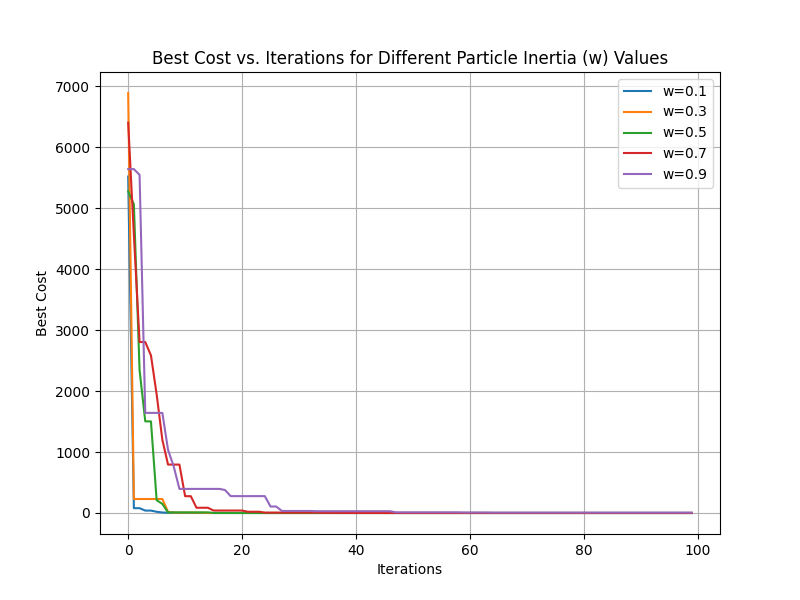 Best Cost vs. Iterations for Different Particle Inertia (w) Values
7000
6000
5000
4000
3000
2000
1000
0
Best Cost
w=0.1
w=0.3
w=0.5
w=0.7
w=0.9
0 20 40 60 80 100
Iterations